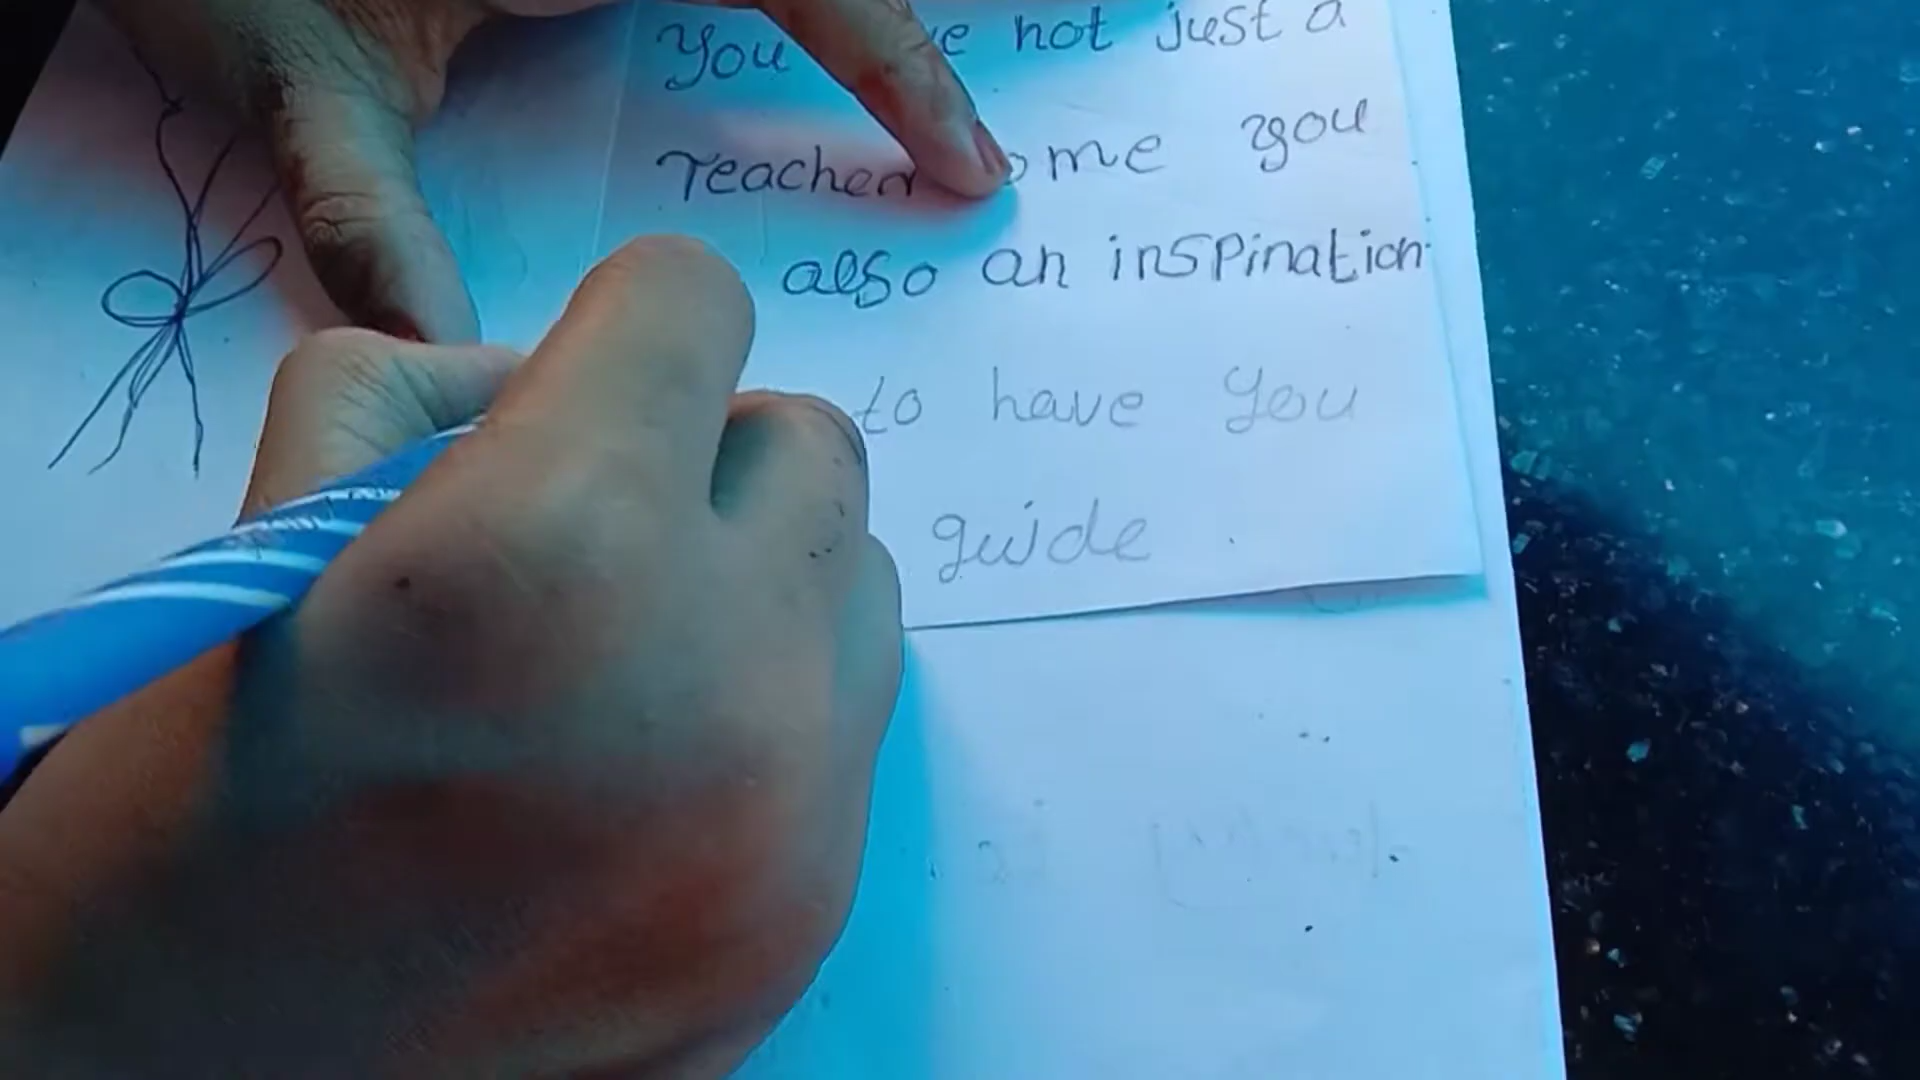 You not just a
Teacher me you
also an inspiration
to have you
guide